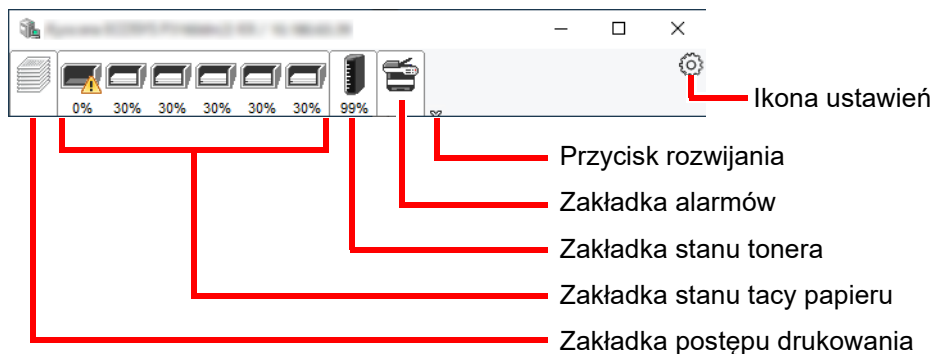 0% 30% 30% 30% 30% 30% 99%
Ikona ustawień
Przycisk rozwijania
Zakładka alarmów
Zakładka stanu tonera
Zakładka stanu tacy papieru
Zakładka postępu drukowania